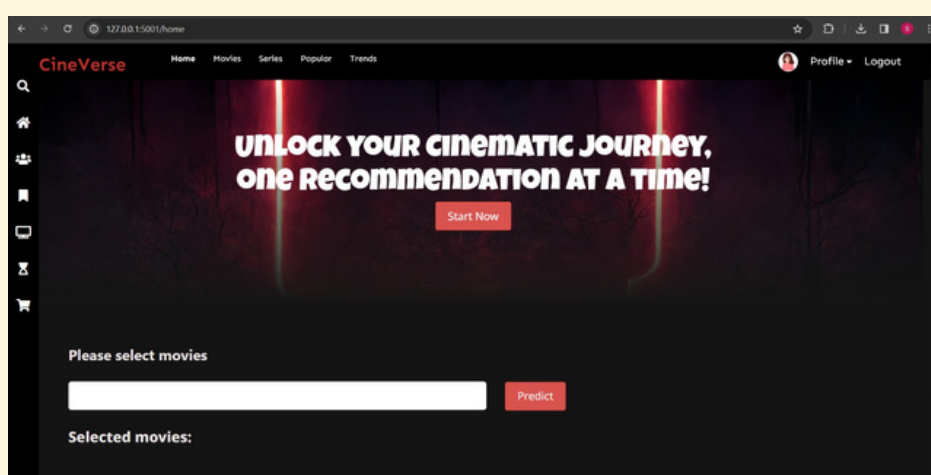 127.0.0.1:5001/home
CineVerse Home Movies Series Popular Trends Profile Logout
UNLOCK YOUR CINEMATIC JOURNEY,
ONE RECOMMENDATION AT A TIME!
Start Now
Please select movies
Predict
Selected movies: